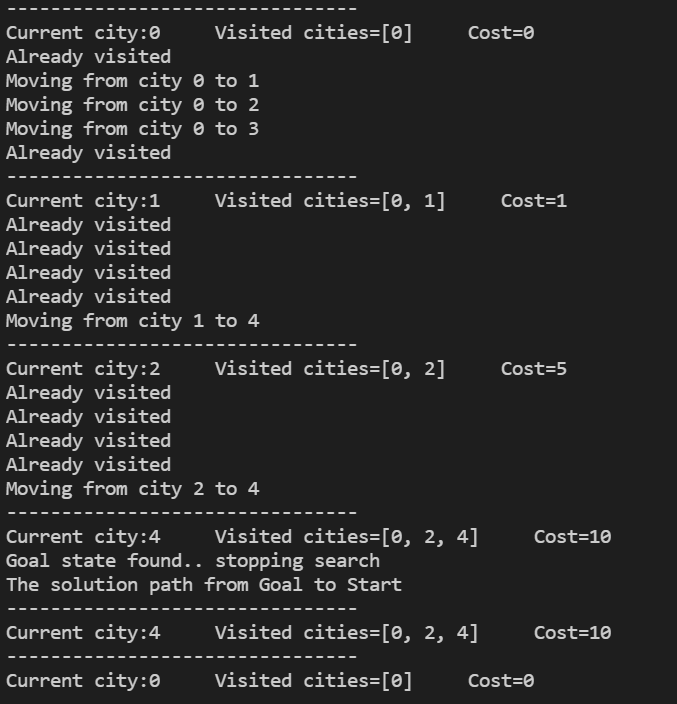 --------------------------------
Current city:0     Visited cities=[0]     Cost=0
Already visited
Moving from city 0 to 1
Moving from city 0 to 2
Moving from city 0 to 3
Already visited
--------------------------------
Current city:1     Visited cities=[0, 1]     Cost=1
Already visited
Already visited
Already visited
Already visited
Moving from city 1 to 4
--------------------------------
Current city:2     Visited cities=[0, 2]     Cost=5
Already visited
Already visited
Already visited
Already visited
Moving from city 2 to 4
--------------------------------
Current city:4     Visited cities=[0, 2, 4]     Cost=10
Goal state found.. stopping search
The solution path from Goal to Start
--------------------------------
Current city:4     Visited cities=[0, 2, 4]     Cost=10
--------------------------------
Current city:0     Visited cities=[0]     Cost=0